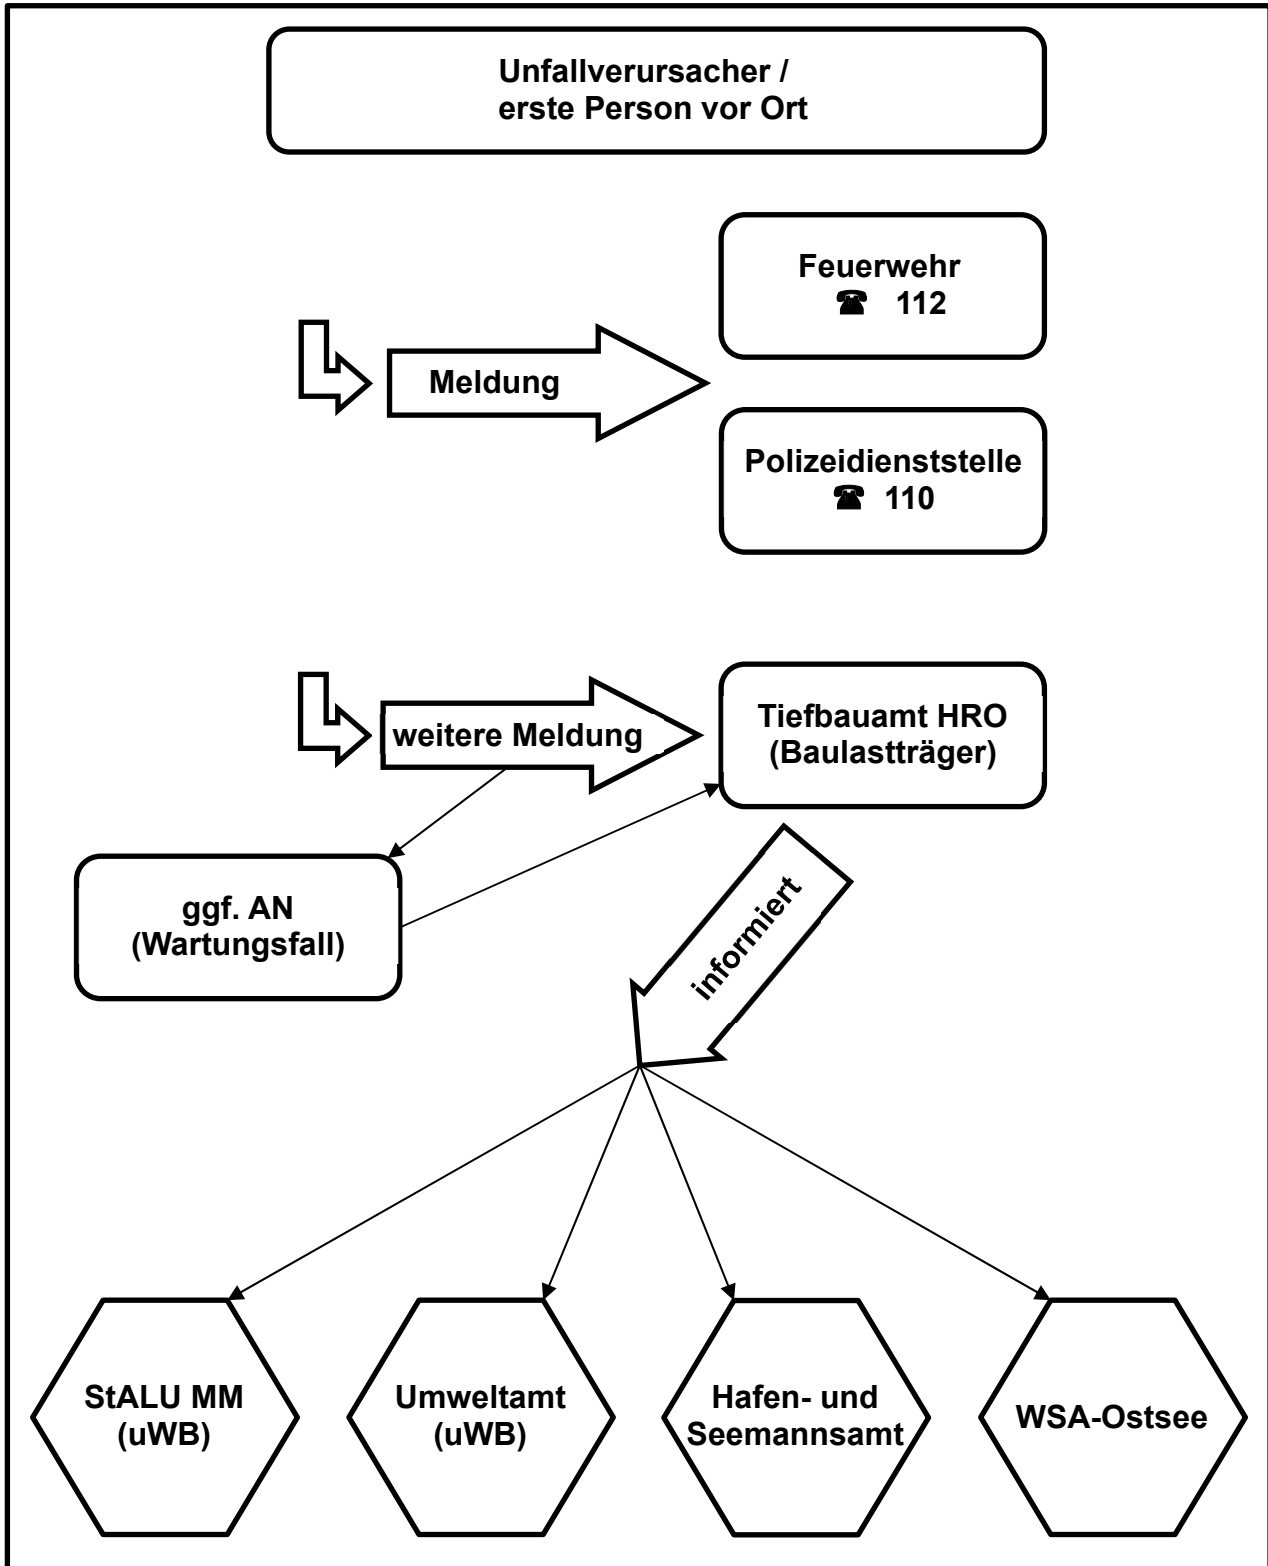 Unfallverursacher /
erste Person vor Ort
Feuerwehr
☎ 112
Meldung
Polizeidienststelle
☎ 110
weitere Meldung
Tiefbauamt HRO
(Baulastträger)
ggf. AN
(Wartungsfall)
informiert
StALU MM
(uWB)
Umweltamt
(uWB)
Hafen- und
Seemannsamt
WSA-Ostsee